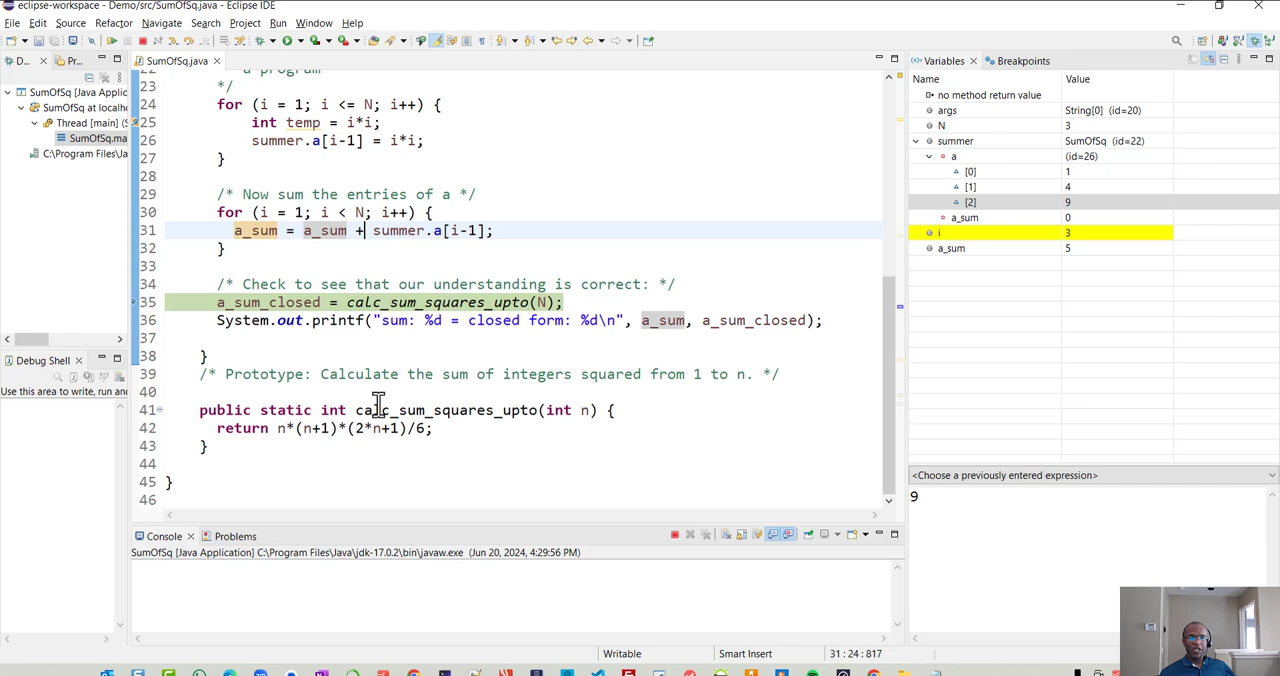 eclipse-workspace - Demo/src/SumOfSq.java - Eclipse IDE
File Edit Source Refactor Navigate Search Project Run Window Help
D... Pr...
SumOfSq [Java Applicatio
SumOfSq at localho
Thread [main] (S
SumOfSq.ma
C:\Program Files\Ja
SumOfSq.java
22 a program
23 */
24 for (i = 1; i <= N; i++) {
25 int temp = i*i;
26 summer.a[i-1] = i*i;
27 }
28
29 /* Now sum the entries of a */
30 for (i = 1; i < N; i++) {
31 a_sum = a_sum + summer.a[i-1];
32 }
33
34 /* Check to see that our understanding is correct: */
35 a_sum_closed = calc_sum_squares_upto(N);
36 System.out.printf("sum: %d = closed form: %d\n", a_sum, a_sum_closed);
37
38 }
39 /* Prototype: Calculate the sum of integers squared from 1 to n. */
40
41 public static int calc_sum_squares_upto(int n) {
42 return n*(n+1)*(2*n+1)/6;
43 }
44
45 }
46
Variables Breakpoints
Name Value
no method return value
args String[0] (id=20)
N 3
summer SumOfSq (id=22)
a (id=26)
[0] 1
[1] 4
[2] 9
a_sum 0
i 3
a_sum 5
<Choose a previously entered expression>
9
Debug Shell
Use this area to write, eval
Console Problems
SumOfSq [Java Application] C:\Program Files\Java\jdk-17.0.2\bin\javaw.exe (Jun 20, 2024, 4:29:56 PM)
Writable Smart Insert 31 : 24 : 817